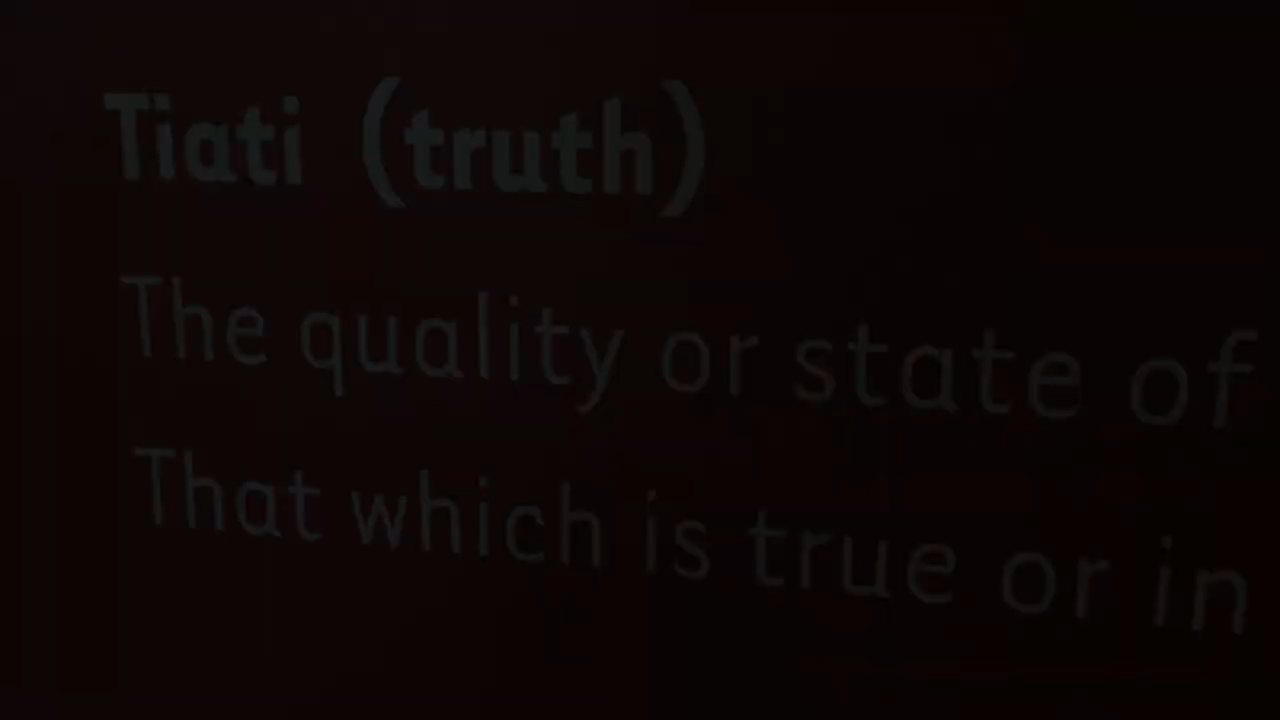 Tiati (truth)
The quality or state of
That which is true or in